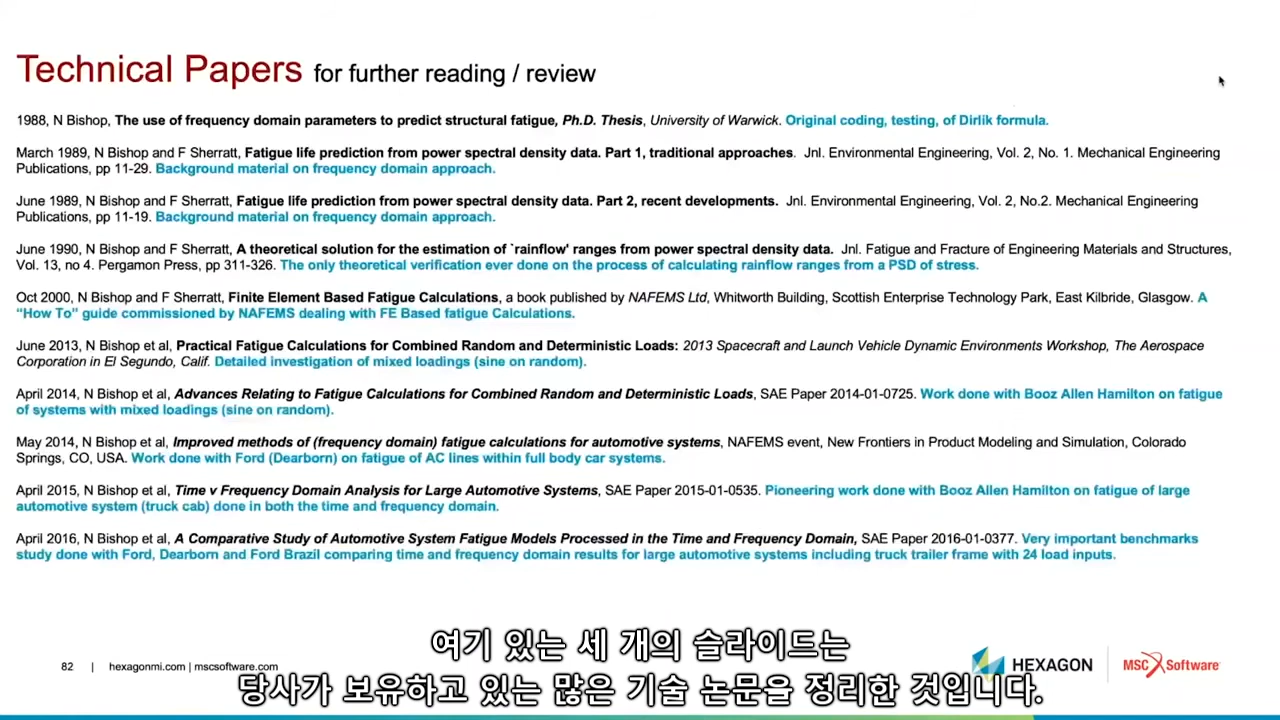 Technical Papers for further reading / review
1988, N Bishop, The use of frequency domain parameters to predict structural fatigue, Ph.D. Thesis, University of Warwick. Original coding, testing, of Dirlik formula.
March 1989, N Bishop and F Sherratt, Fatigue life prediction from power spectral density data. Part 1, traditional approaches. Jnl. Environmental Engineering, Vol. 2, No. 1. Mechanical Engineering
Publications, pp 11-29. Background material on frequency domain approach.
June 1989, N Bishop and F Sherratt, Fatigue life prediction from power spectral density data. Part 2, recent developments. Jnl. Environmental Engineering, Vol. 2, No.2. Mechanical Engineering
Publications, pp 11-19. Background material on frequency domain approach.
June 1990, N Bishop and F Sherratt, A theoretical solution for the estimation of `rainflow' ranges from power spectral density data. Jnl. Fatigue and Fracture of Engineering Materials and Structures,
Vol. 13, no 4. Pergamon Press, pp 311-326. The only theoretical verification ever done on the process of calculating rainflow ranges from a PSD of stress.
Oct 2000, N Bishop and F Sherratt, Finite Element Based Fatigue Calculations, a book published by NAFEMS Ltd, Whitworth Building, Scottish Enterprise Technology Park, East Kilbride, Glasgow. A
“How To” guide commissioned by NAFEMS dealing with FE Based fatigue Calculations.
June 2013, N Bishop et al, Practical Fatigue Calculations for Combined Random and Deterministic Loads: 2013 Spacecraft and Launch Vehicle Dynamic Environments Workshop, The Aerospace
Corporation in El Segundo, Calif. Detailed investigation of mixed loadings (sine on random).
April 2014, N Bishop et al, Advances Relating to Fatigue Calculations for Combined Random and Deterministic Loads, SAE Paper 2014-01-0725. Work done with Booz Allen Hamilton on fatigue
of systems with mixed loadings (sine on random).
May 2014, N Bishop et al, Improved methods of (frequency domain) fatigue calculations for automotive systems, NAFEMS event, New Frontiers in Product Modeling and Simulation, Colorado
Springs, CO, USA. Work done with Ford (Dearborn) on fatigue of AC lines within full body car systems.
April 2015, N Bishop et al, Time v Frequency Domain Analysis for Large Automotive Systems, SAE Paper 2015-01-0535. Pioneering work done with Booz Allen Hamilton on fatigue of large
automotive system (truck cab) done in both the time and frequency domain.
April 2016, N Bishop et al, A Comparative Study of Automotive System Fatigue Models Processed in the Time and Frequency Domain, SAE Paper 2016-01-0377. Very important benchmarks
study done with Ford, Dearborn and Ford Brazil comparing time and frequency domain results for large automotive systems including truck trailer frame with 24 load inputs.
여기 있는 세 개의 슬라이드는
82 | hexagonmi.com | mscsoftware.com
HEXAGON MSC Software
당사가 보유하고 있는 많은 기술 논문을 정리한 것입니다.